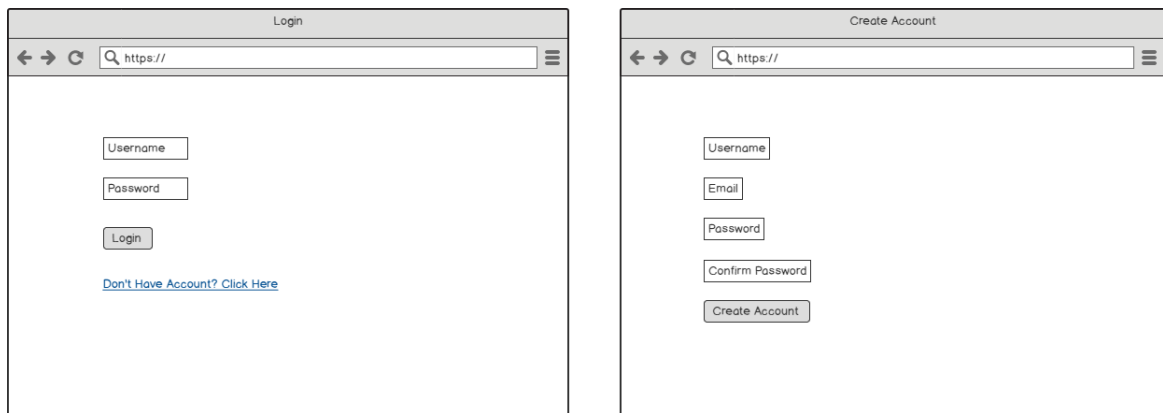 Login
https://
Username
Password
Login
Don't Have Account? Click Here
Create Account
https://
Username
Email
Password
Confirm Password
Create Account